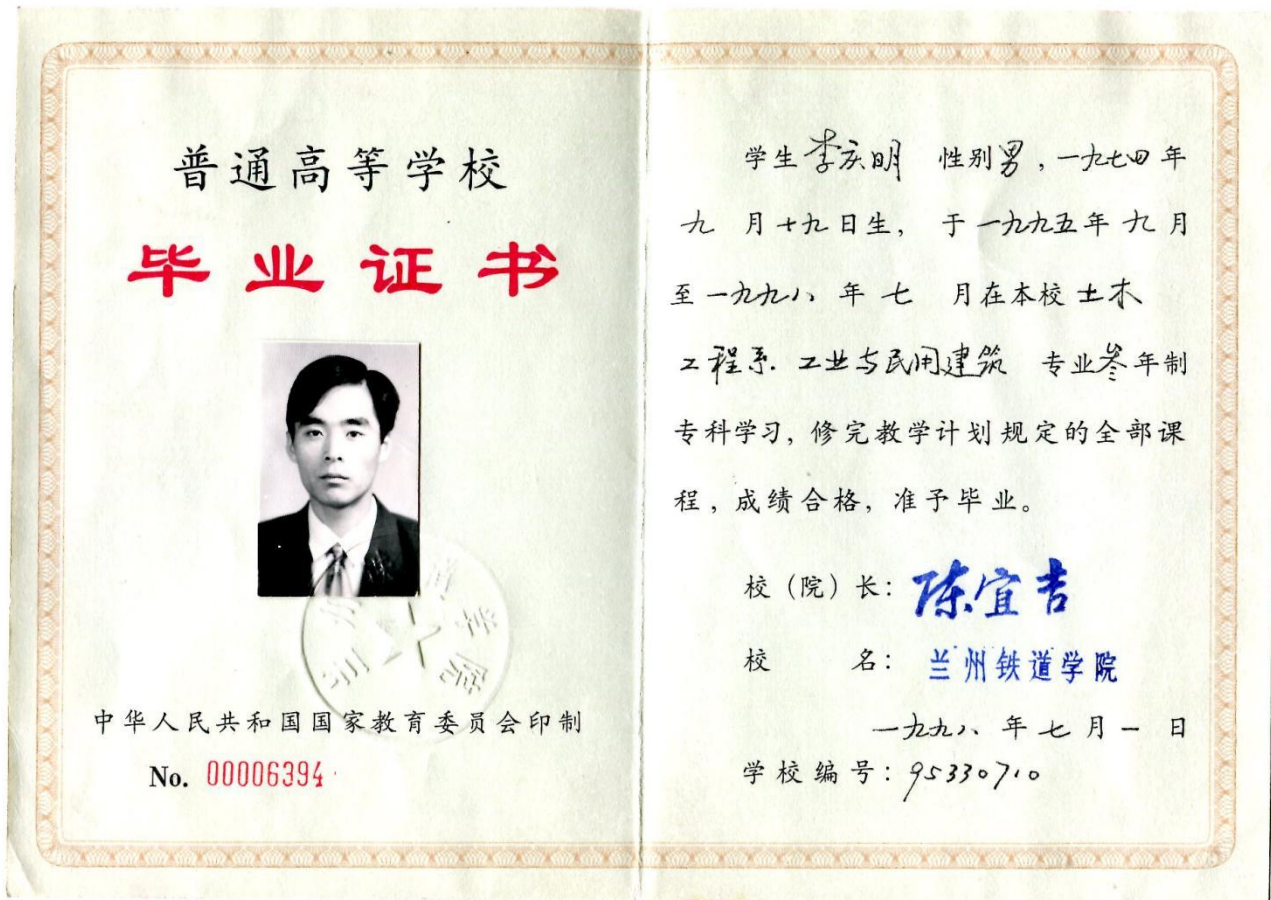 普通高等学校
毕业证书
中华人民共和国国家教育委员会印制
No. 00006394
学生李庆明 性别男，一九七四年
九 月十九日生， 于一九九五年九月
至一九九八年七 月在本校土木
工程系．工业与民用建筑 专业叁年制
专科学习，修完教学计划规定的全部课
程，成绩合格，准予毕业。
校（院）长：陈宜吉
校 名：兰州铁道学院
一九九八年七月一日
学校编号：95330710